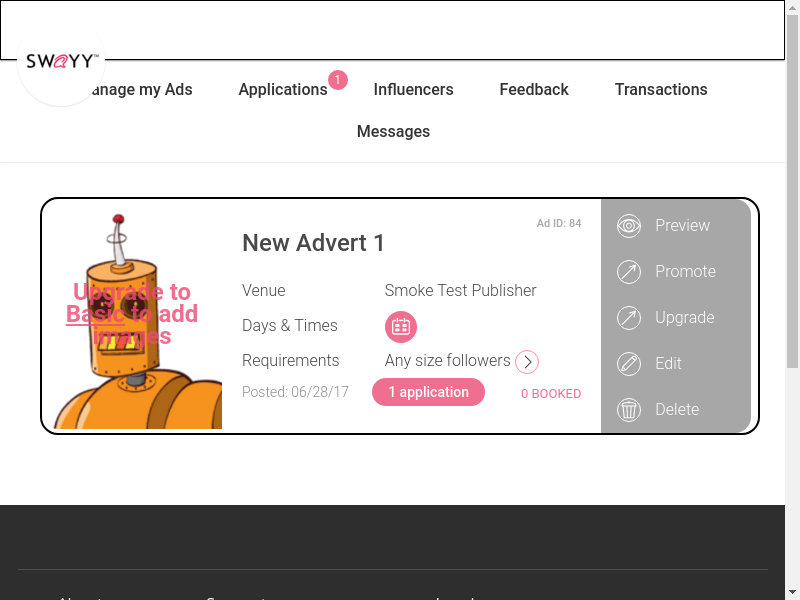 SWAYY™
anage my Ads
Applications
1
Influencers
Feedback
Transactions
Messages
Upgrade to
Basic to add
images
New Advert 1
Ad ID: 84
Venue
Smoke Test Publisher
Days & Times
Requirements
Any size followers
Posted: 06/28/17
1 application
0 BOOKED
Preview
Promote
Upgrade
Edit
Delete